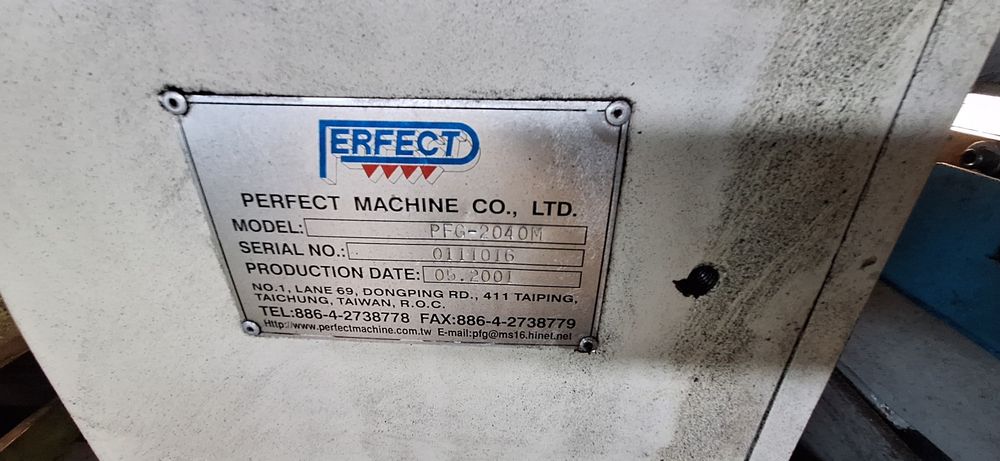 PERFECT
PERFECT MACHINE CO., LTD.
MODEL: PFG-2040M
SERIAL NO.: 0111016
PRODUCTION DATE: 05.2001
NO.1, LANE 69, DONGPING RD., 411 TAIPING,
TAICHUNG, TAIWAN, R.O.C.
TEL:886-4-2738778 FAX:886-4-2738779
Http://www.perfectmachine.com.tw E-mail:pfg@ms16.hinet.net